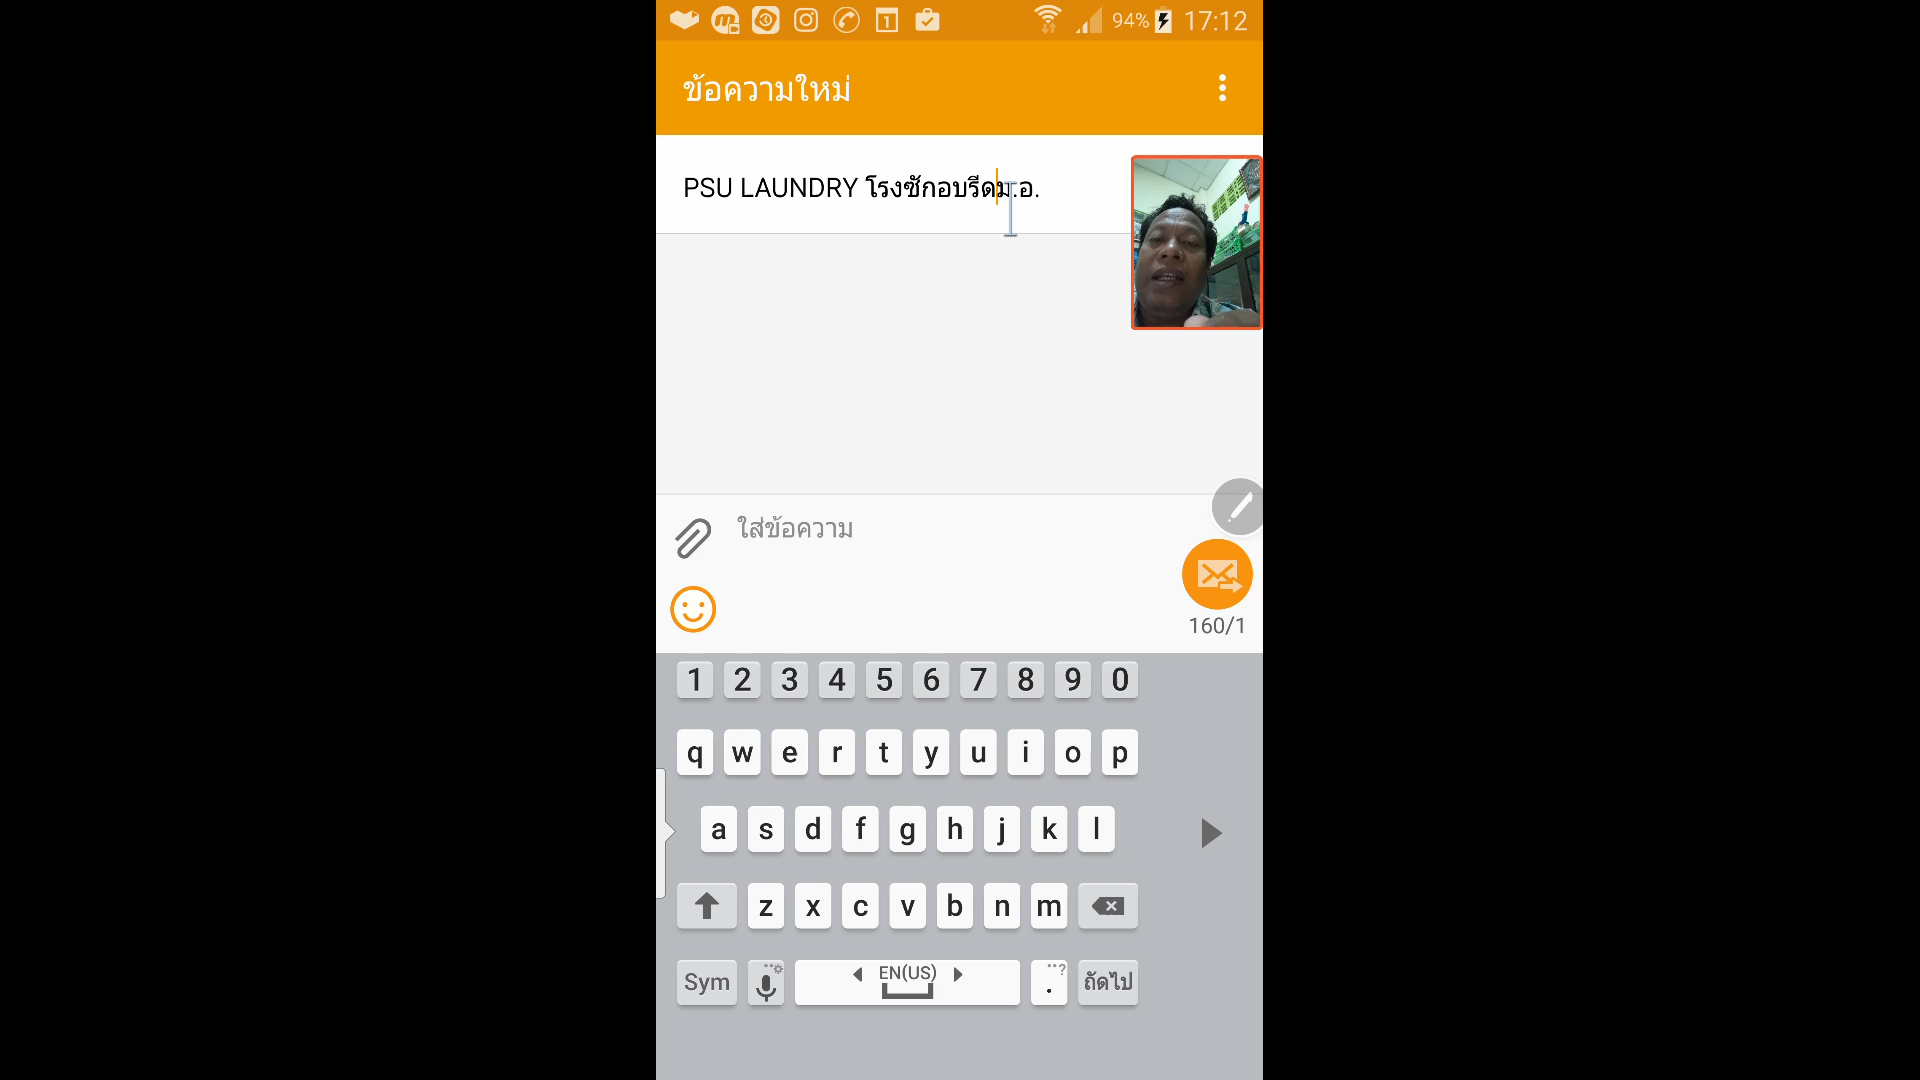 94% 17:12
ข้อความใหม่
PSU LAUNDRY โรงซักอบรีดม.อ.
ใส่ข้อความ
160/1
1 2 3 4 5 6 7 8 9 0
q w e r t y u i o p
a s d f g h j k l
z x c v b n m
Sym EN(US) . ถัดไป